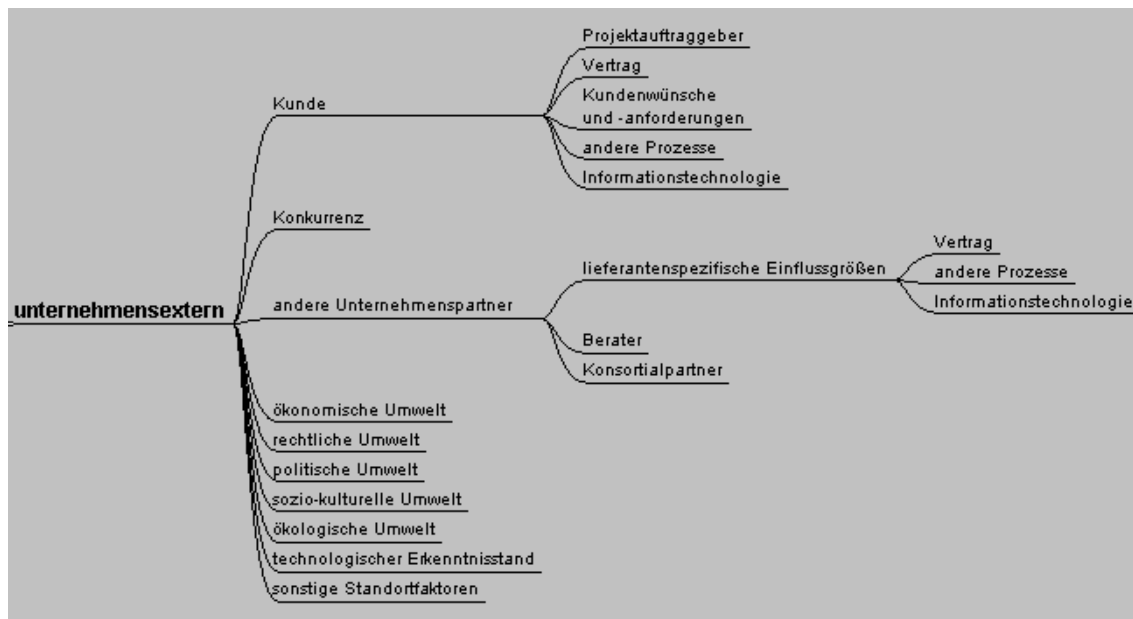 Projektauftraggeber
Vertrag
Kunde
Kundenwünsche
und -anforderungen
andere Prozesse
Informationstechnologie
Konkurrenz
unternehmensextern
andere Unternehmenspartner
lieferantenspezifische Einflussgrößen
Vertrag
andere Prozesse
Informationstechnologie
Berater
Konsortialpartner
ökonomische Umwelt
rechtliche Umwelt
politische Umwelt
sozio-kulturelle Umwelt
ökologische Umwelt
technologischer Erkenntnisstand
sonstige Standortfaktoren